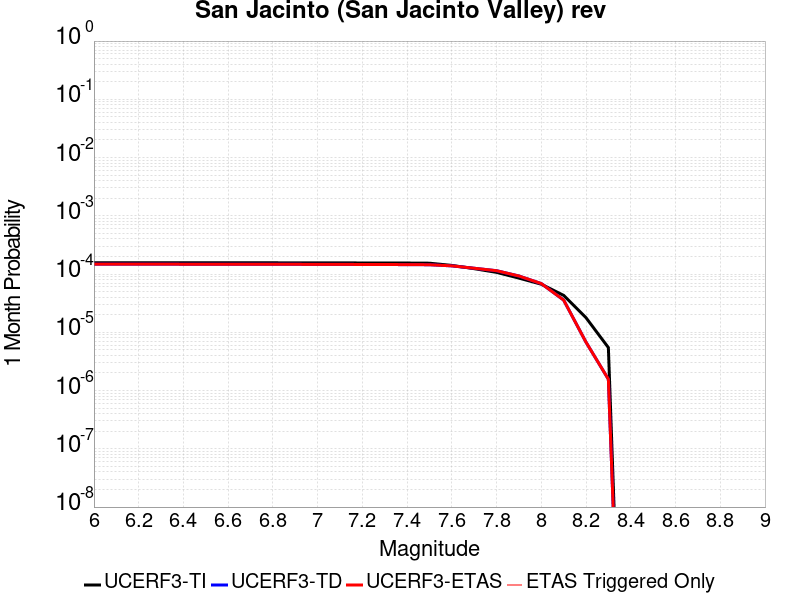 San Jacinto (San Jacinto Valley) rev
10^0
10^-1
10^-2
10^-3
10^-4
10^-5
10^-6
10^-7
10^-8
1 Month Probability
6 6.2 6.4 6.6 6.8 7 7.2 7.4 7.6 7.8 8 8.2 8.4 8.6 8.8 9
Magnitude
UCERF3-TI UCERF3-TD UCERF3-ETAS ETAS Triggered Only